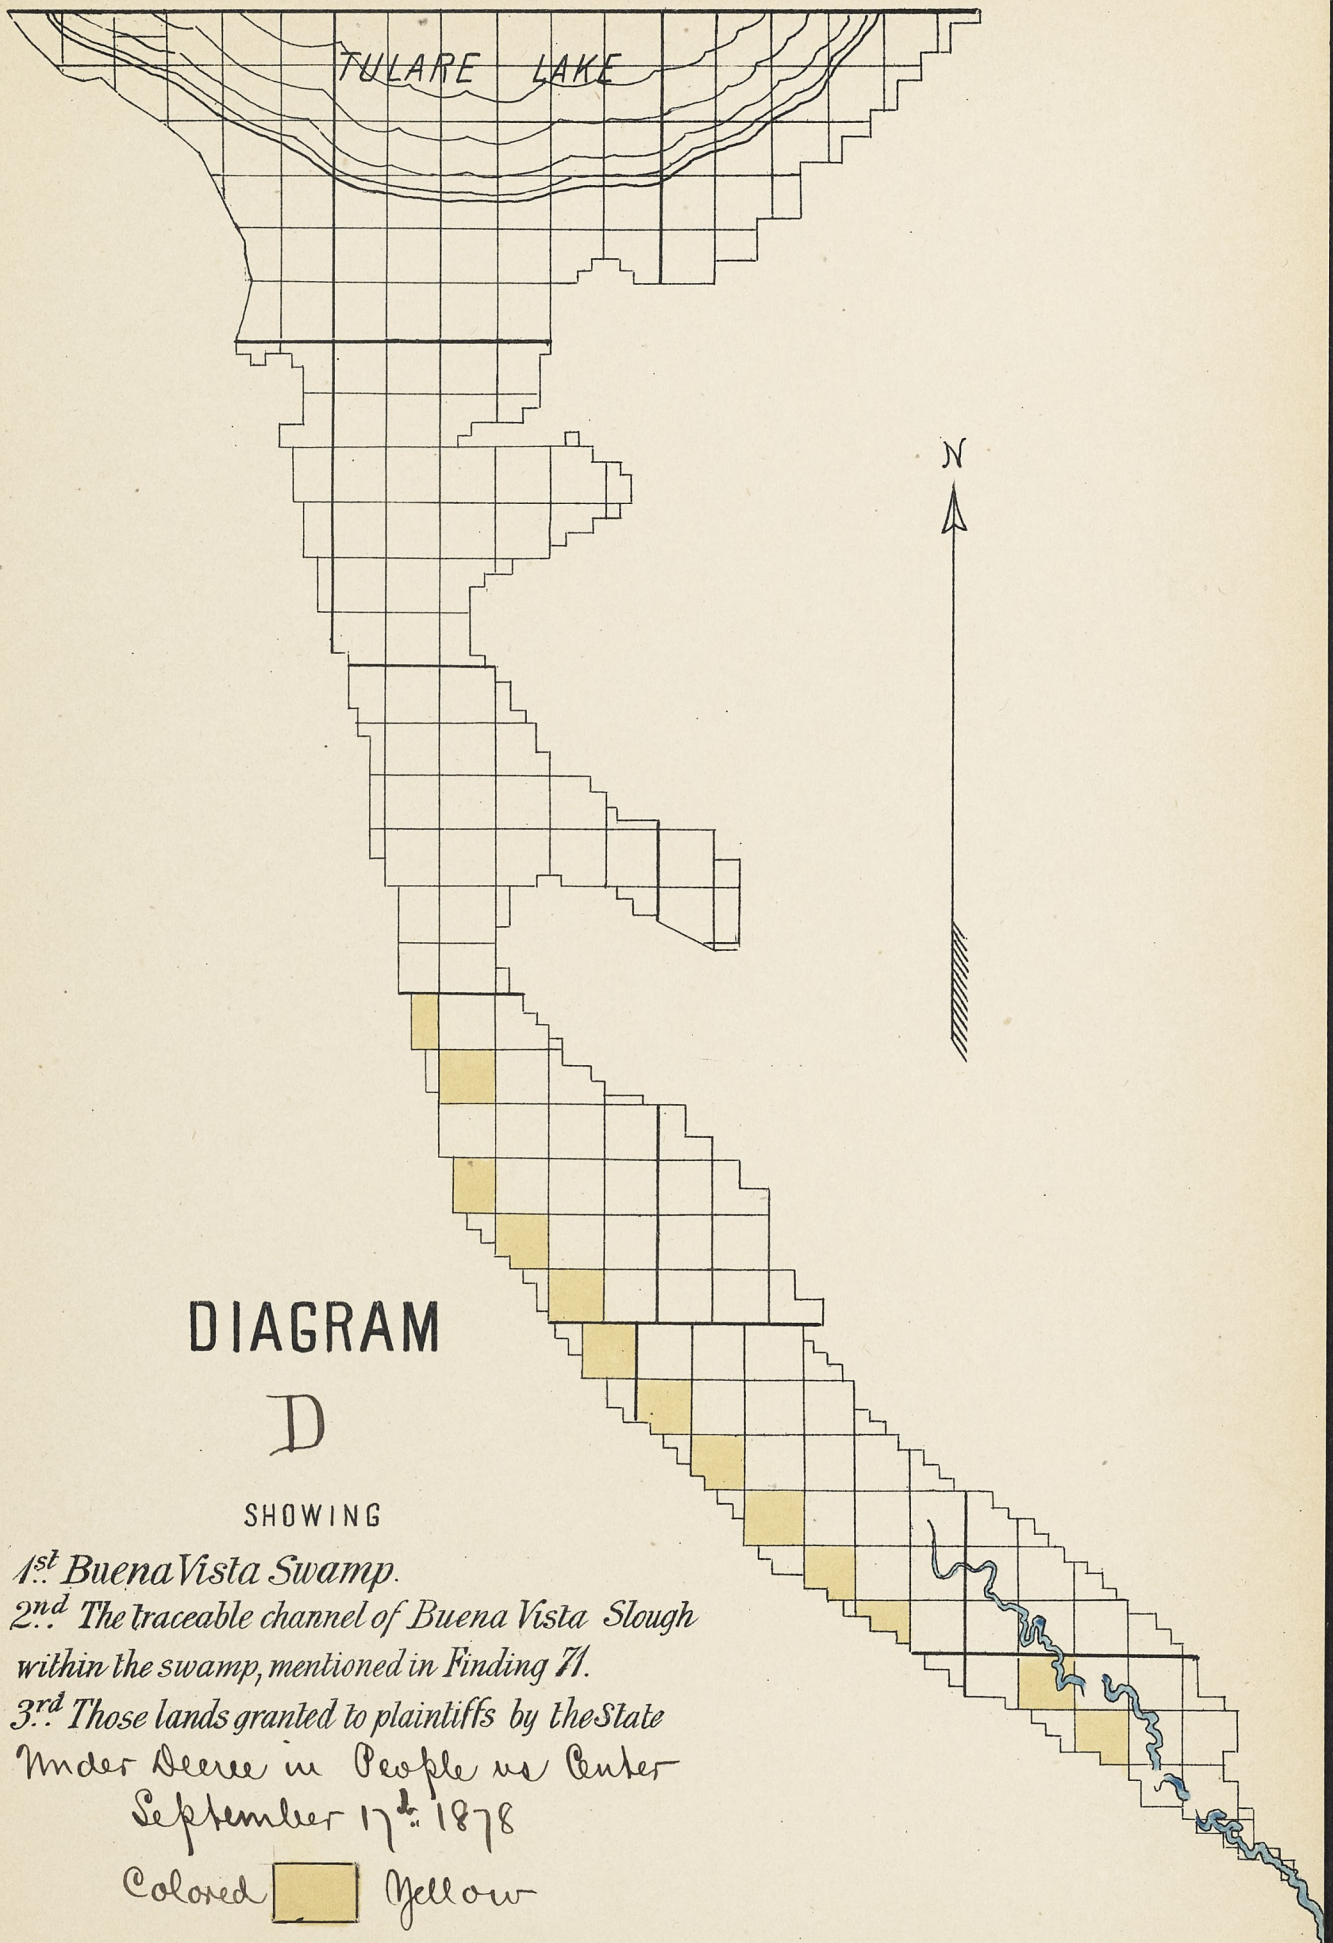 TULARE LAKE
N
DIAGRAM
D
SHOWING
1st Buena Vista Swamp.
2nd The traceable channel of Buena Vista Slough
within the swamp, mentioned in Finding 71.
3rd Those lands granted to plaintiffs by the State
Under Decree in People vs Center
September 17th 1878
Colored Yellow